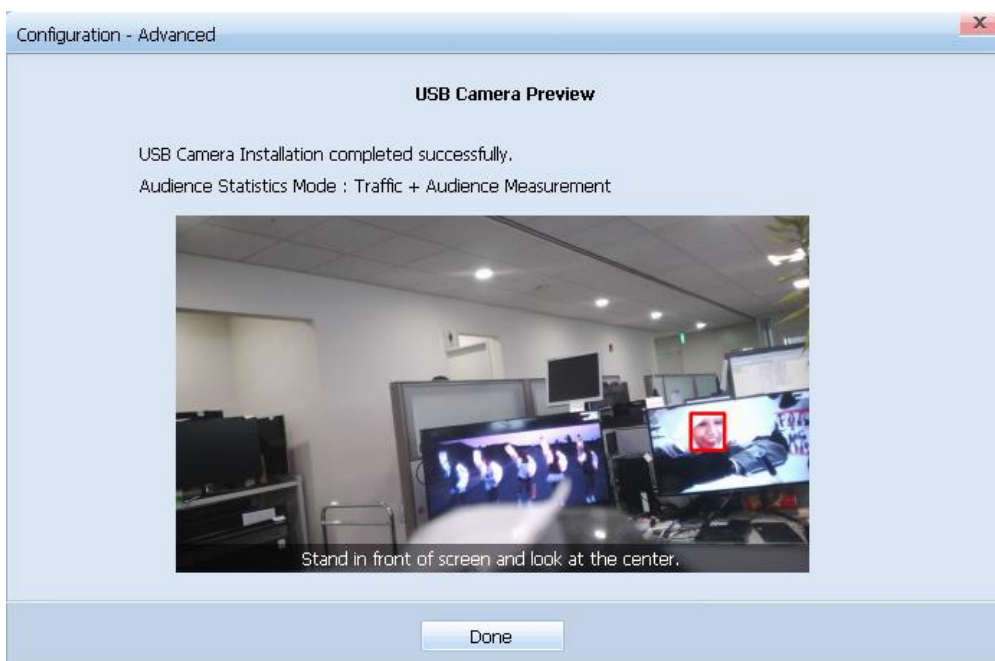 Configuration - Advanced
X
USB Camera Preview
USB Camera Installation completed successfully.
Audience Statistics Mode : Traffic + Audience Measurement
Stand in front of screen and look at the center.
Done